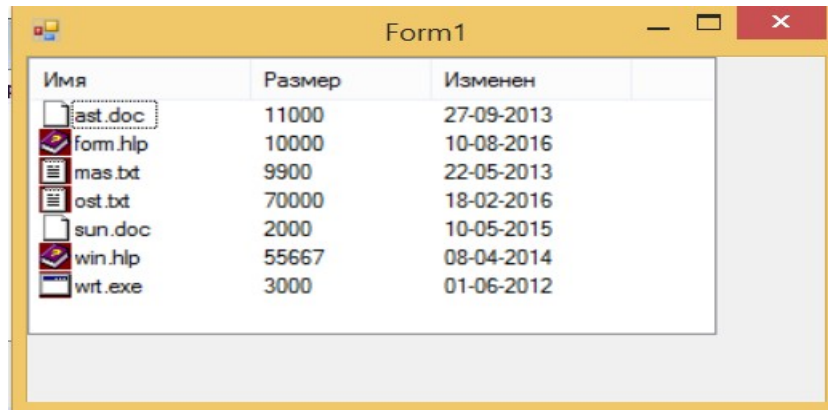 Form1
Имя Размер Изменен
ast.doc 11000 27-09-2013
form.hlp 10000 10-08-2016
mas.txt 9900 22-05-2013
ost.txt 70000 18-02-2016
sun.doc 2000 10-05-2015
win.hlp 55667 08-04-2014
wrt.exe 3000 01-06-2012